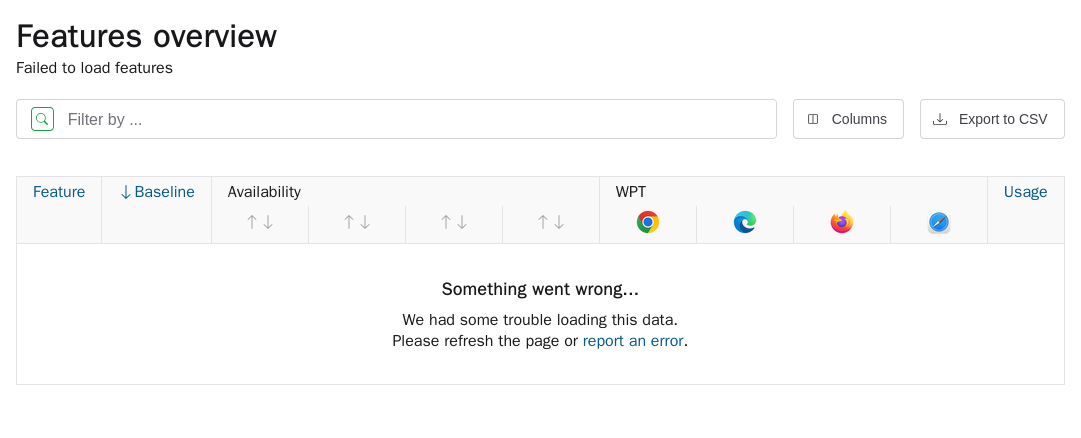 Features overview
Failed to load features
Filter by ...
Columns
Export to CSV
Feature
Baseline
Availability
WPT
Usage
Something went wrong...
We had some trouble loading this data.
Please refresh the page or report an error.